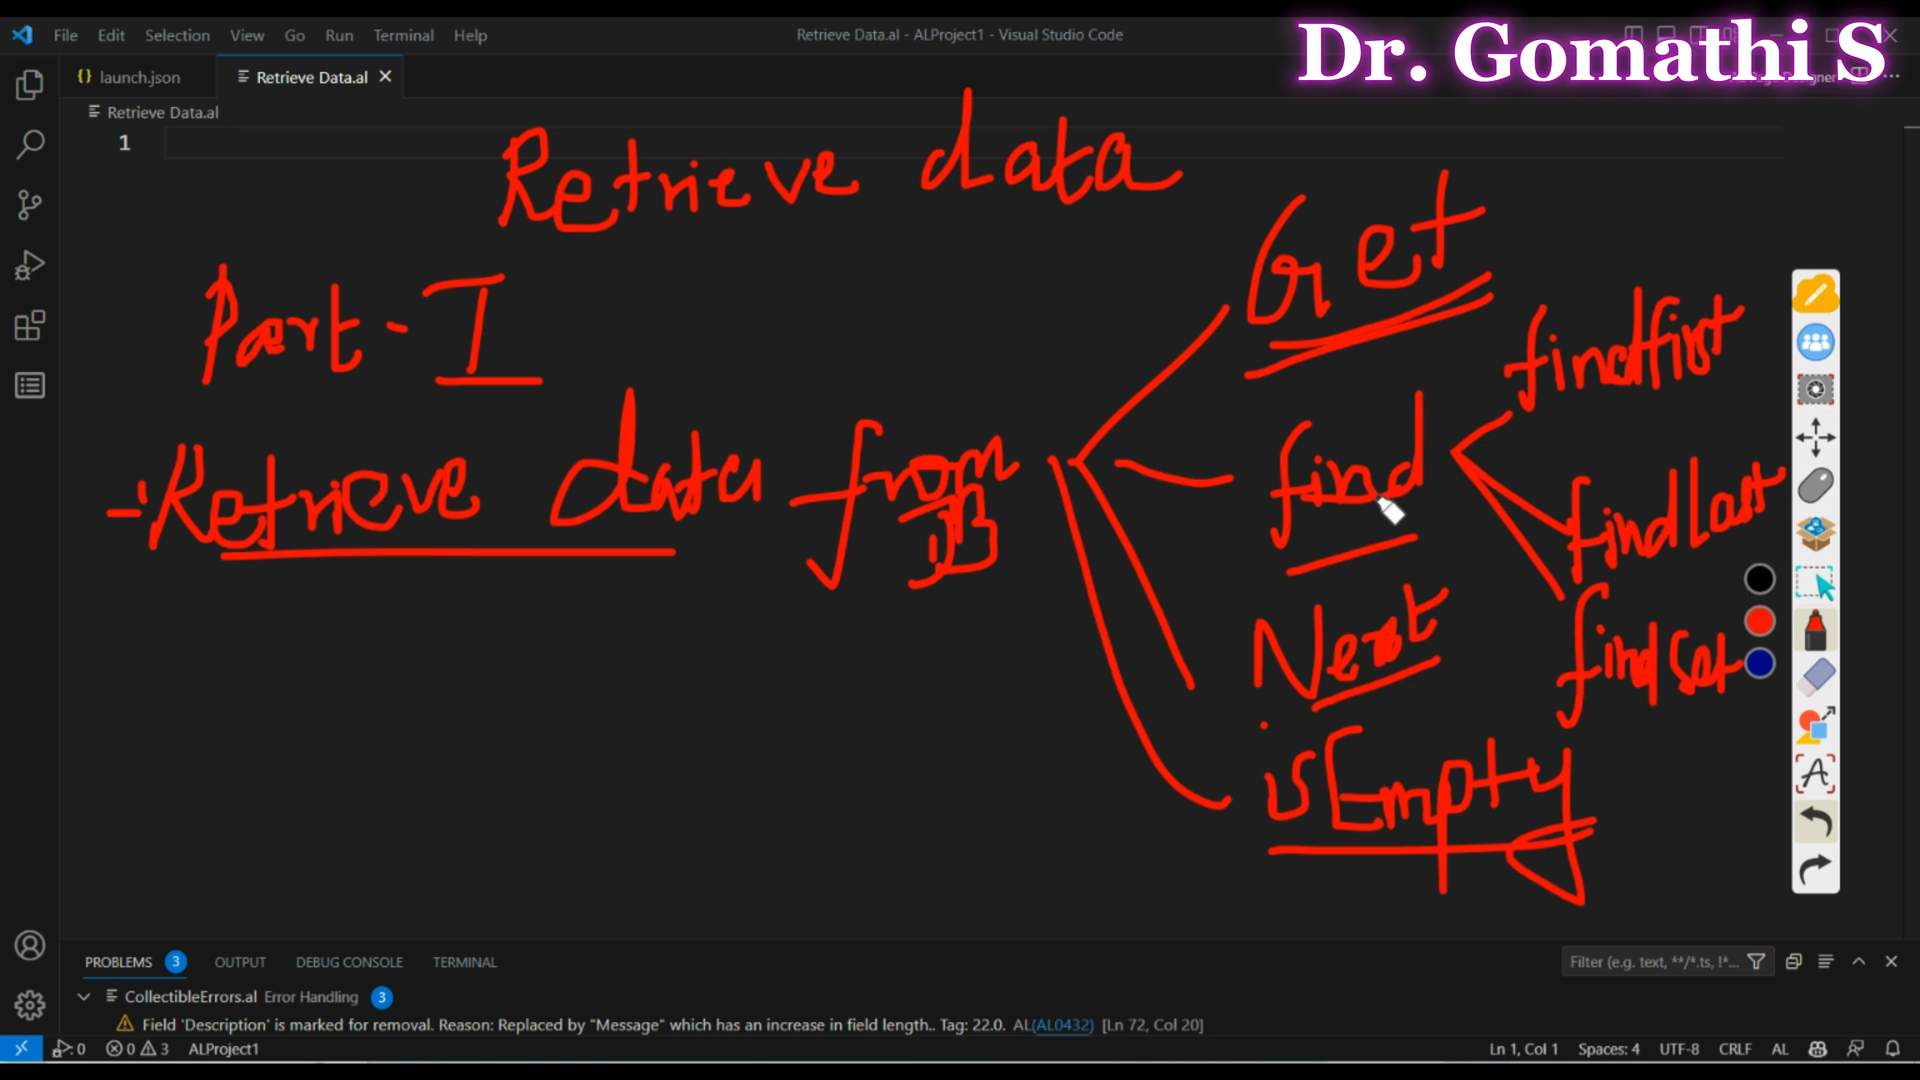 File Edit Selection View Go Run Terminal Help
Retrieve Data.al - ALProject1 - Visual Studio Code
Dr. Gomathi S
launch.json
Retrieve Data.al
Retrieve Data.al
1
Retrieve data
Part - I
Retrieve data from
DB
Get
find
findfirst
findLast
findset
Next
isEmpty
PROBLEMS 3 OUTPUT DEBUG CONSOLE TERMINAL
Filter (e.g. text, **/*.ts, !*...
CollectibleErrors.al Error Handling 3
Field 'Description' is marked for removal. Reason: Replaced by "Message" which has an increase in field length.. Tag: 22.0. AL(AL0432) [Ln 72, Col 20]
0 0 3 ALProject1
Ln 1, Col 1 Spaces: 4 UTF-8 CRLF AL